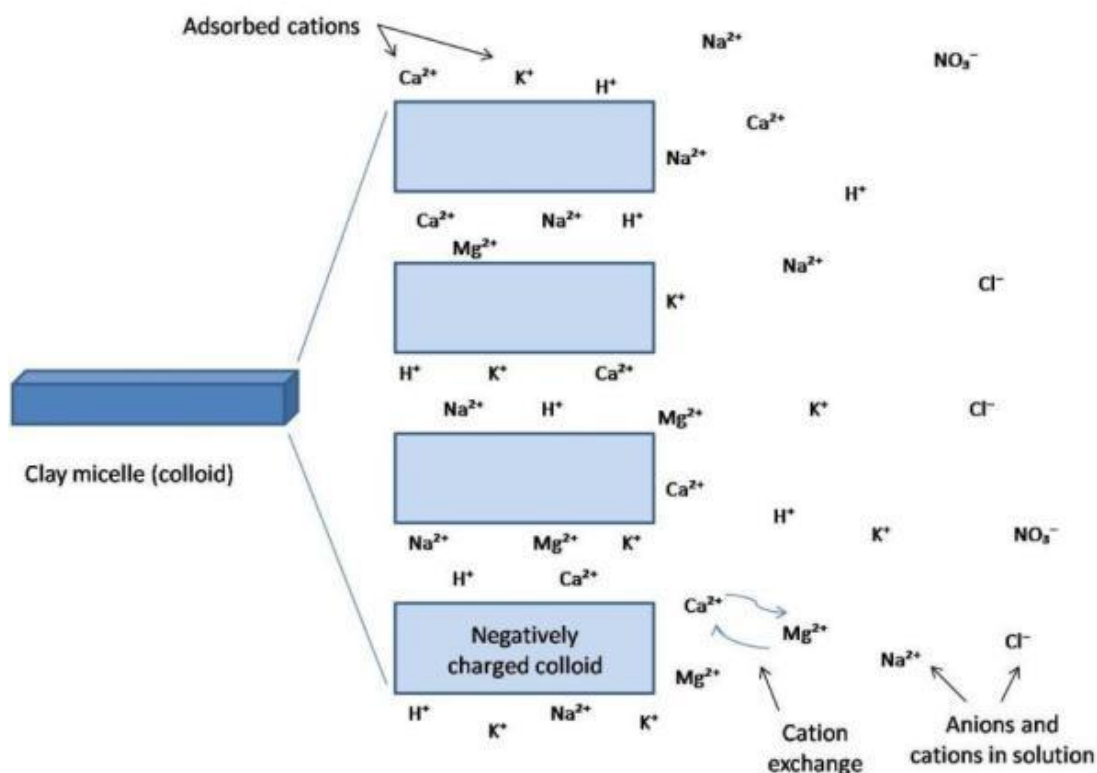 Adsorbed cations
Na²⁺
NO₃⁻
Ca²⁺ K⁺ H⁺
Ca²⁺
Na²⁺
H⁺
Ca²⁺ Na²⁺ H⁺
Mg²⁺
Na²⁺
Cl⁻
K⁺
H⁺ K⁺ Ca²⁺
Na²⁺ H⁺ Mg²⁺ K⁺ Cl⁻
Clay micelle (colloid)
Ca²⁺
H⁺
K⁺ NO₃⁻
Na²⁺ Mg²⁺ K⁺
H⁺ Ca²⁺
Ca²⁺
Mg²⁺
Cl⁻
Negatively
charged colloid
Na²⁺
Mg²⁺
H⁺ K⁺ Na²⁺ K⁺
Cation
exchange
Anions and
cations in solution